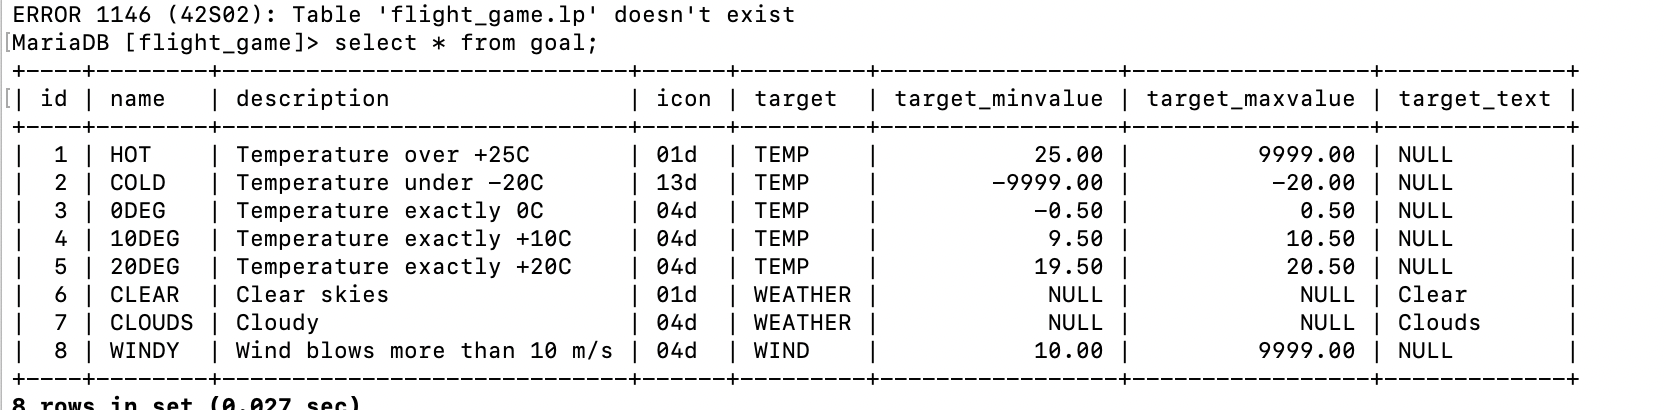 ERROR 1146 (42S02): Table 'flight_game.lp' doesn't exist
[MariaDB [flight_game]> select * from goal;
+----+---------+------------------------------+------+---------+-----------------+-----------------+-------------+
[| id | name    | description                  | icon | target  | target_minvalue | target_maxvalue | target_text |
+----+---------+------------------------------+------+---------+-----------------+-----------------+-------------+
|  1 | HOT     | Temperature over +25C        | 01d  | TEMP    |           25.00 |         9999.00 | NULL        |
|  2 | COLD    | Temperature under -20C       | 13d  | TEMP    |        -9999.00 |          -20.00 | NULL        |
|  3 | 0DEG    | Temperature exactly 0C       | 04d  | TEMP    |           -0.50 |            0.50 | NULL        |
|  4 | 10DEG   | Temperature exactly +10C     | 04d  | TEMP    |            9.50 |           10.50 | NULL        |
|  5 | 20DEG   | Temperature exactly +20C     | 04d  | TEMP    |           19.50 |           20.50 | NULL        |
|  6 | CLEAR   | Clear skies                  | 01d  | WEATHER |            NULL |            NULL | Clear       |
|  7 | CLOUDS  | Cloudy                       | 04d  | WEATHER |            NULL |            NULL | Clouds      |
|  8 | WINDY   | Wind blows more than 10 m/s | 04d  | WIND    |           10.00 |         9999.00 | NULL        |
+----+---------+------------------------------+------+---------+-----------------+-----------------+-------------+
8 rows in set (0.027 sec)